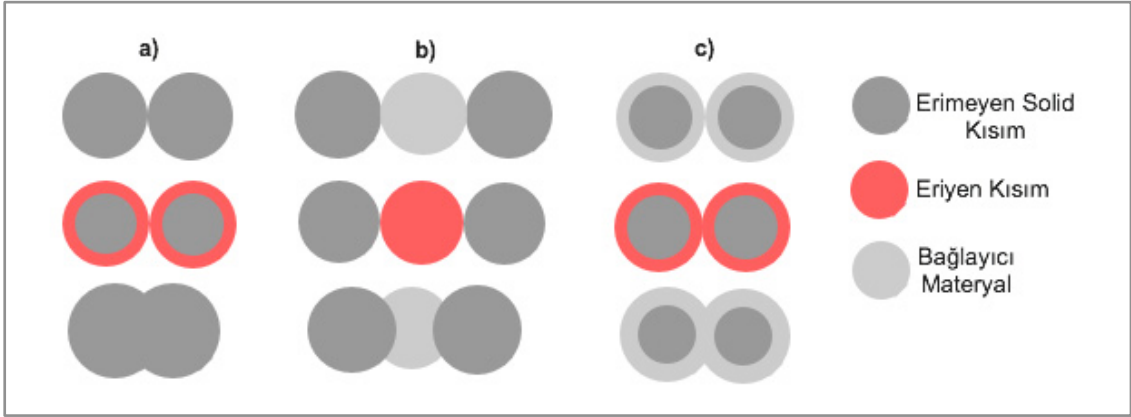 a)
b)
c)
Erimeyen Solid
Kısım
Eriyen Kısım
Bağlayıcı
Materyal